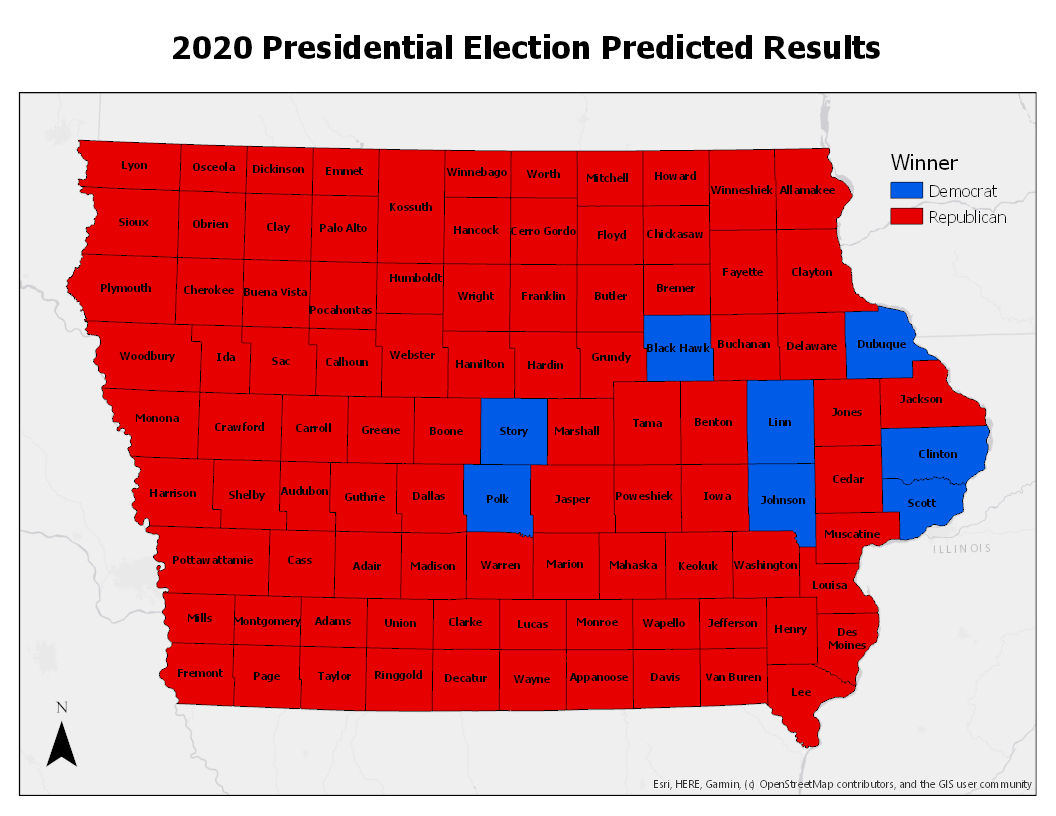 2020 Presidential Election Predicted Results
Winner
Democrat
Republican
Lyon
Osceola
Dickinson
Emmet
Kossuth
Winnebago
Worth
Mitchell
Howard
Winneshiek
Allamakee
Sioux
Obrien
Clay
Palo Alto
Hancock
Cerro Gordo
Floyd
Chickasaw
Fayette
Clayton
Plymouth
Cherokee
Buena Vista
Pocahontas
Humboldt
Wright
Franklin
Butler
Bremer
Woodbury
Ida
Sac
Calhoun
Webster
Hamilton
Hardin
Grundy
Black Hawk
Buchanan
Delaware
Dubuque
Monona
Crawford
Carroll
Greene
Boone
Story
Marshall
Tama
Benton
Linn
Jones
Jackson
Clinton
Harrison
Shelby
Audubon
Guthrie
Dallas
Polk
Jasper
Poweshiek
Iowa
Johnson
Cedar
Scott
Muscatine
ILLINOIS
Pottawattamie
Cass
Adair
Madison
Warren
Marion
Mahaska
Keokuk
Washington
Louisa
Mills
Montgomery
Adams
Union
Clarke
Lucas
Monroe
Wapello
Jefferson
Henry
Des
Moines
Fremont
Page
Taylor
Ringgold
Decatur
Wayne
Appanoose
Davis
Van Buren
Lee
N
Esri, HERE, Garmin, (c) OpenStreetMap contributors, and the GIS user community